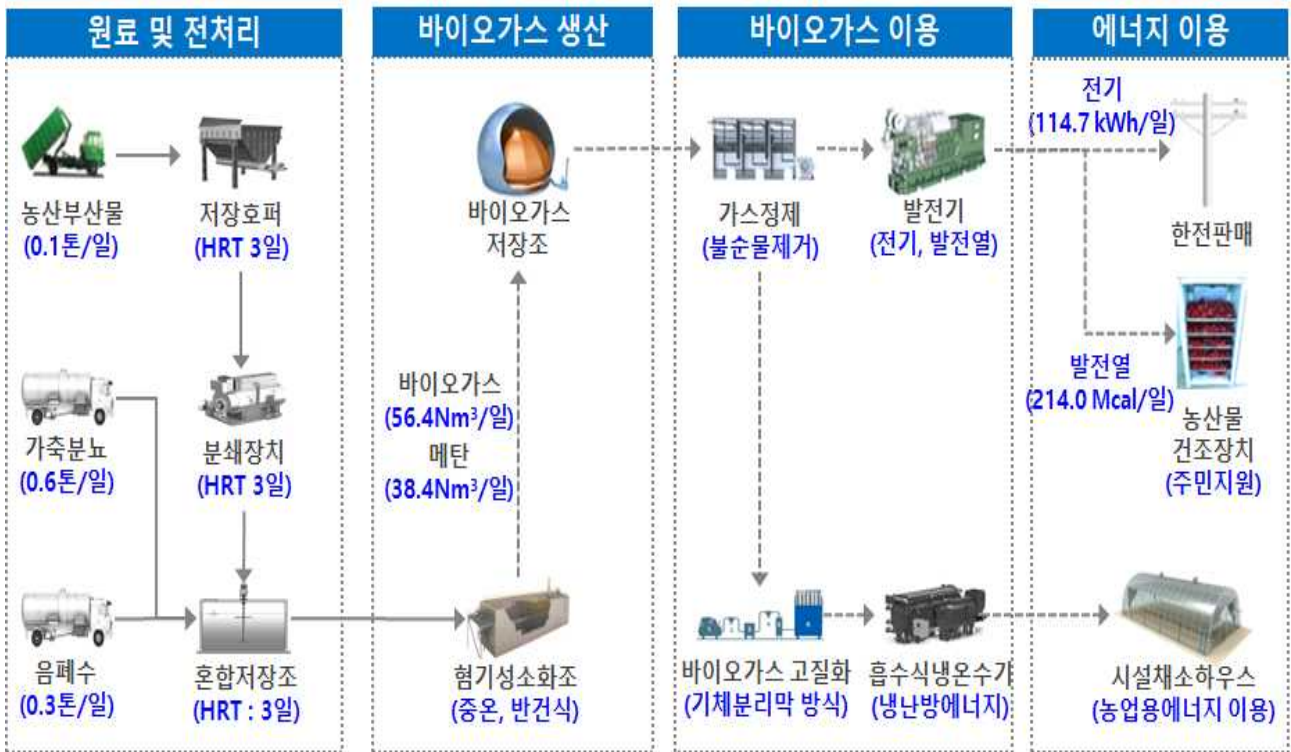 원료 및 전처리
농산부산물
(0.1톤/일)
저장호퍼
(HRT 3일)
가축분뇨
(0.6톤/일)
분쇄장치
(HRT 3일)
음폐수
(0.3톤/일)
혼합저장조
(HRT : 3일)
바이오가스 생산
바이오가스
저장조
바이오가스
(56.4Nm³/일)
메탄
(38.4Nm³/일)
혐기성소화조
(중온, 반건식)
바이오가스 이용
가스정제
(불순물제거)
발전기
(전기, 발전열)
바이오가스 고질화
(기체분리막 방식)
흡수식냉온수기
(냉난방에너지)
에너지 이용
전기
(114.7 kWh/일)
한전판매
발전열
(214.0 Mcal/일)
농산물
건조장치
(주민지원)
시설채소하우스
(농업용에너지 이용)